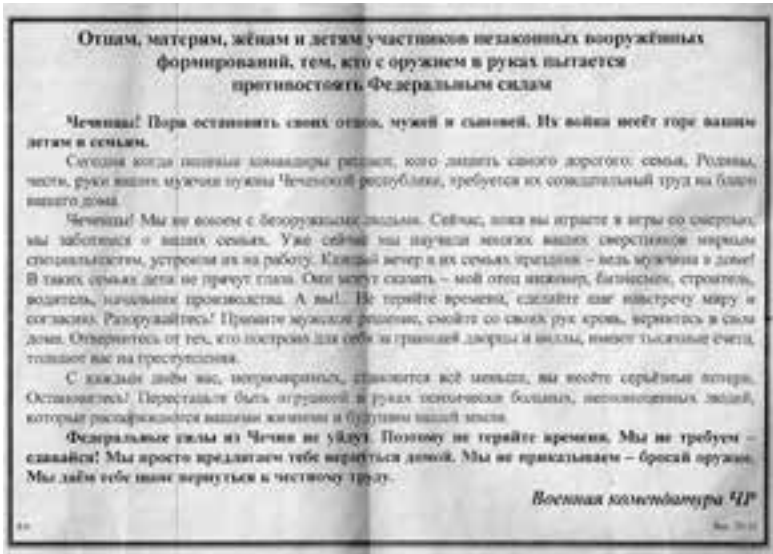 Отцам, матерям, жёнам и детям участников незаконных вооружённых
формирований, тем, кто с оружием в руках пытается
противостоять Федеральным силам
Чеченцы! Пора остановить своих отцов, мужей и сыновей. Их война несёт горе вашим
детям и семьям.
Сегодня когда полевые командиры решают, кого лишить самого дорогого: семьи, Родины,
чести, руки ваших мужчин нужны Чеченской республике, требуется их созидательный труд на благо
вашего дома.
Чеченцы! Мы не воюем с безоружными людьми. Сейчас, пока вы играете в игры со смертью,
мы заботимся о ваших семьях. Уже сейчас мы научили многих ваших сверстников мирным
специальностям, устроили их на работу. Каждый вечер в их семьях праздник – ведь мужчина в доме!
В таких семьях дети не прячут глаза. Они могут сказать – мой отец инженер, бизнесмен, строитель,
водитель, начальник производства. А вы!.. Не теряйте времени, сделайте шаг навстречу миру и
согласию. Разоружайтесь! Примите мужское решение, смойте со своих рук кровь, вернитесь в свои
дома. Отвернитесь от тех, кто построил для себя за границей дворцы и виллы, имеют тысячные счета,
толкают вас на преступления.
С каждым днём вас, непримиримых, становится всё меньше, вы несёте серьёзные потери.
Остановитесь! Перестаньте быть игрушкой в руках психически больных, неполноценных людей,
которые распоряжаются вашими жизнями и будущим вашей земли.
Федеральные силы из Чечни не уйдут. Поэтому не теряйте времени. Мы не требуем –
сдавайся! Мы просто предлагаем тебе вернуться домой. Мы не приказываем – бросай оружие.
Мы даём тебе шанс вернуться к честному труду.
Военная комендатура ЧР